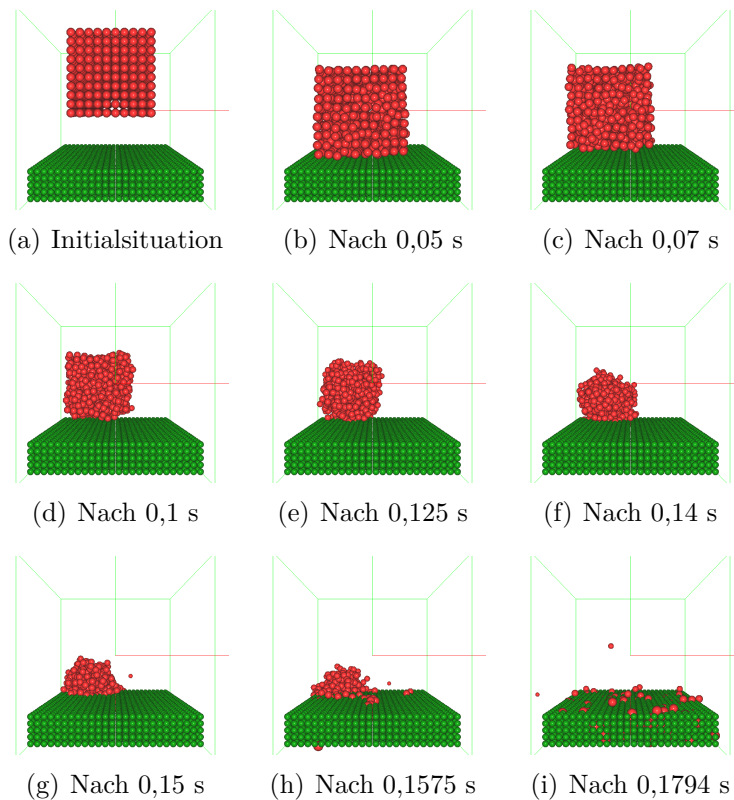 (a) Initialsituation
(b) Nach 0,05 s
(c) Nach 0,07 s
(d) Nach 0,1 s
(e) Nach 0,125 s
(f) Nach 0,14 s
(g) Nach 0,15 s
(h) Nach 0,1575 s
(i) Nach 0,1794 s